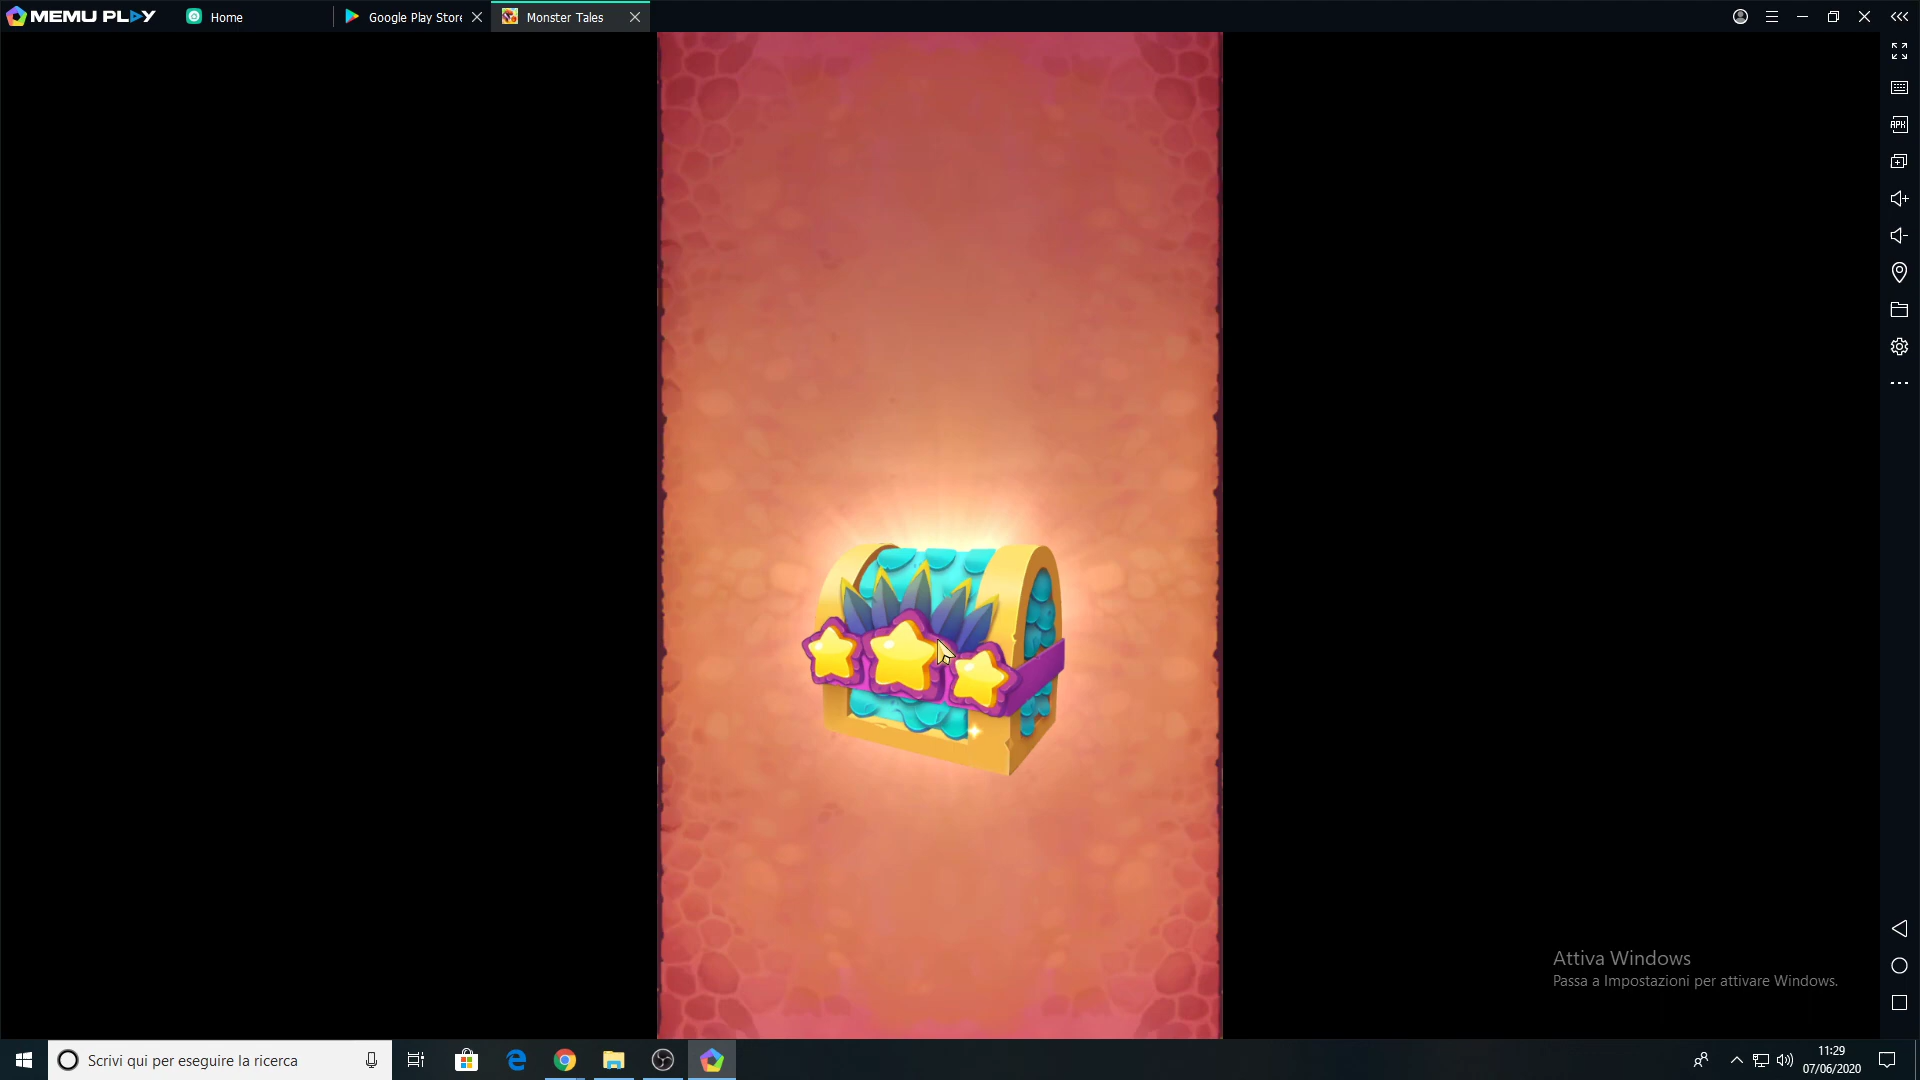 MEMU PLAY
Home
Google Play Store
Monster Tales
APK
Attiva Windows
Passa a Impostazioni per attivare Windows.
Scrivi qui per eseguire la ricerca
11:29
07/06/2020